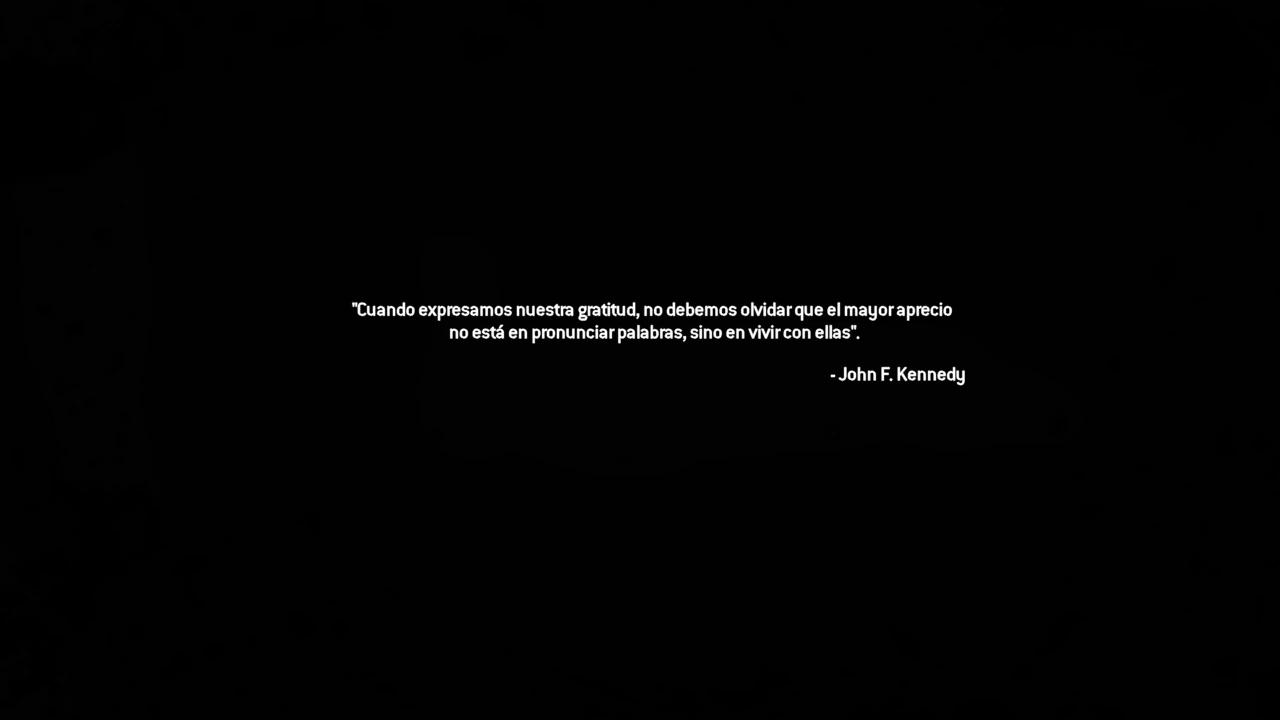 "Cuando expresamos nuestra gratitud, no debemos olvidar que el mayor aprecio
no está en pronunciar palabras, sino en vivir con ellas".
- John F. Kennedy